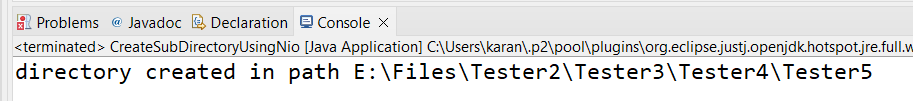 Problems @ Javadoc Declaration Console
<terminated> CreateSubDirectoryUsingNio [Java Application] C:\Users\karan\.p2\pool\plugins\org.eclipse.justj.openjdk.hotspot.jre.full.w
directory created in path E:\Files\Tester2\Tester3\Tester4\Tester5